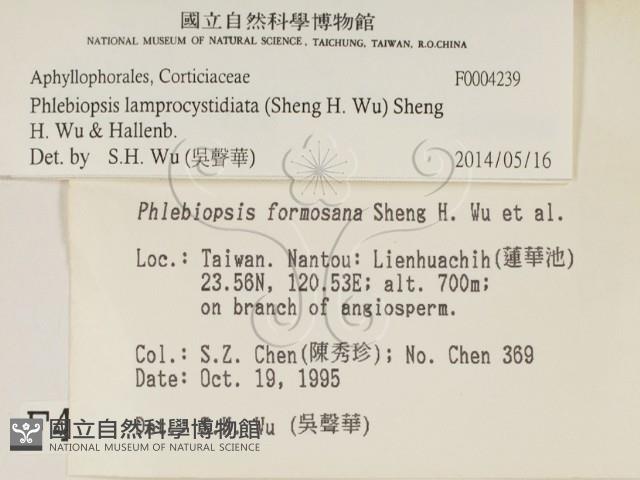 國立自然科學博物館
NATIONAL MUSEUM OF NATURAL SCIENCE, TAICHUNG, TAIWAN, R.O.CHINA
Aphyllophorales, Corticiaceae F0004239
Phlebiopsis lamprocystidiata (Sheng H. Wu) Sheng
H. Wu & Hallenb.
Det. by S.H. Wu (吳聲華) 2014/05/16
Phlebiopsis formosana Sheng H. Wu et al.
Loc.: Taiwan. Nantou: Lienhuachih(蓮華池)
23.56N, 120.53E; alt. 700m;
on branch of angiosperm.
Col.: S.Z. Chen(陳秀珍); No. Chen 369
Date: Oct. 19, 1995
Wu (吳聲華)
國立自然科學博物館
NATIONAL MUSEUM OF NATURAL SCIENCE